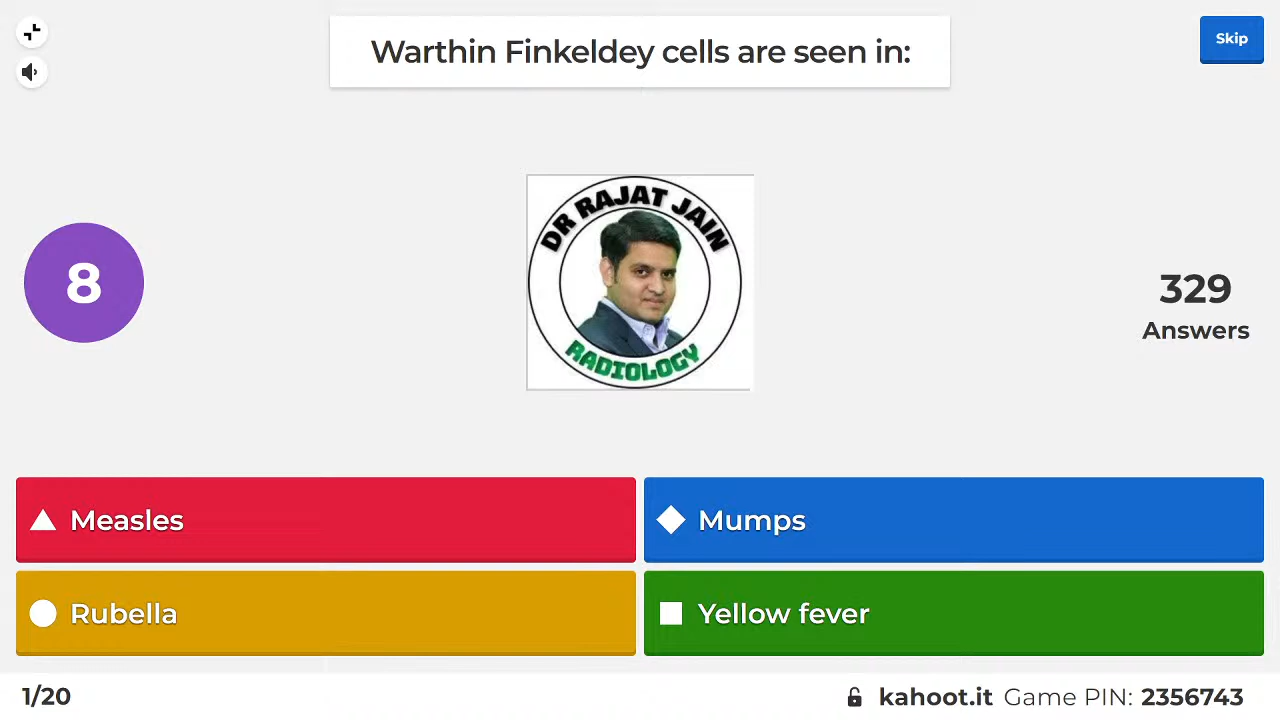 Warthin Finkeldey cells are seen in:
Skip
DR RAJAT JAIN
RADIOLOGY
8
329
Answers
Measles
Mumps
Rubella
Yellow fever
1/20
kahoot.it Game PIN: 2356743